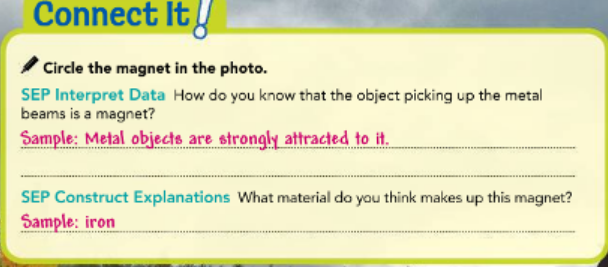 Connect It!
Circle the magnet in the photo.
SEP Interpret Data How do you know that the object picking up the metal
beams is a magnet?
Sample: Metal objects are strongly attracted to it.
SEP Construct Explanations What material do you think makes up this magnet?
Sample: iron